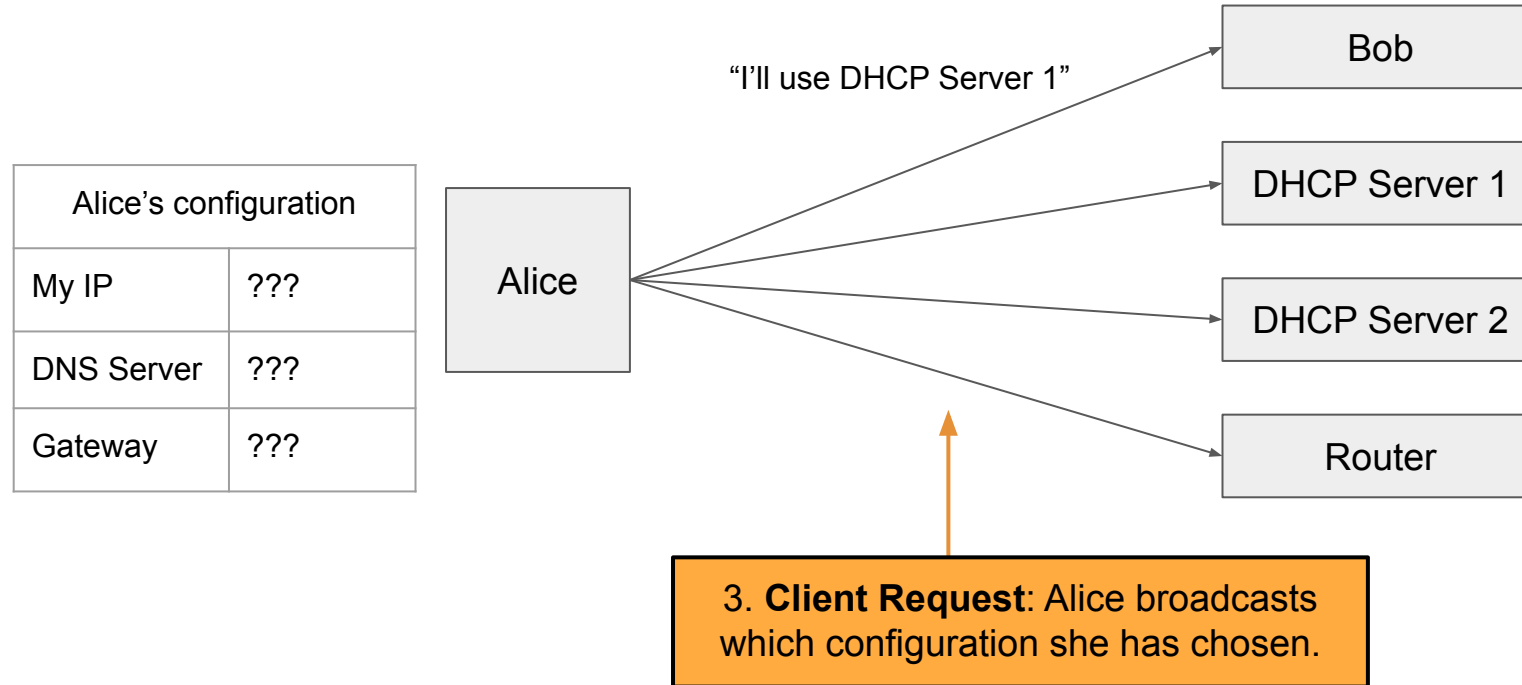 “I’ll use DHCP Server 1”
Bob
DHCP Server 1
DHCP Server 2
Router
Alice
Alice’s configuration
My IP ???
DNS Server ???
Gateway ???
3. Client Request: Alice broadcasts
which configuration she has chosen.